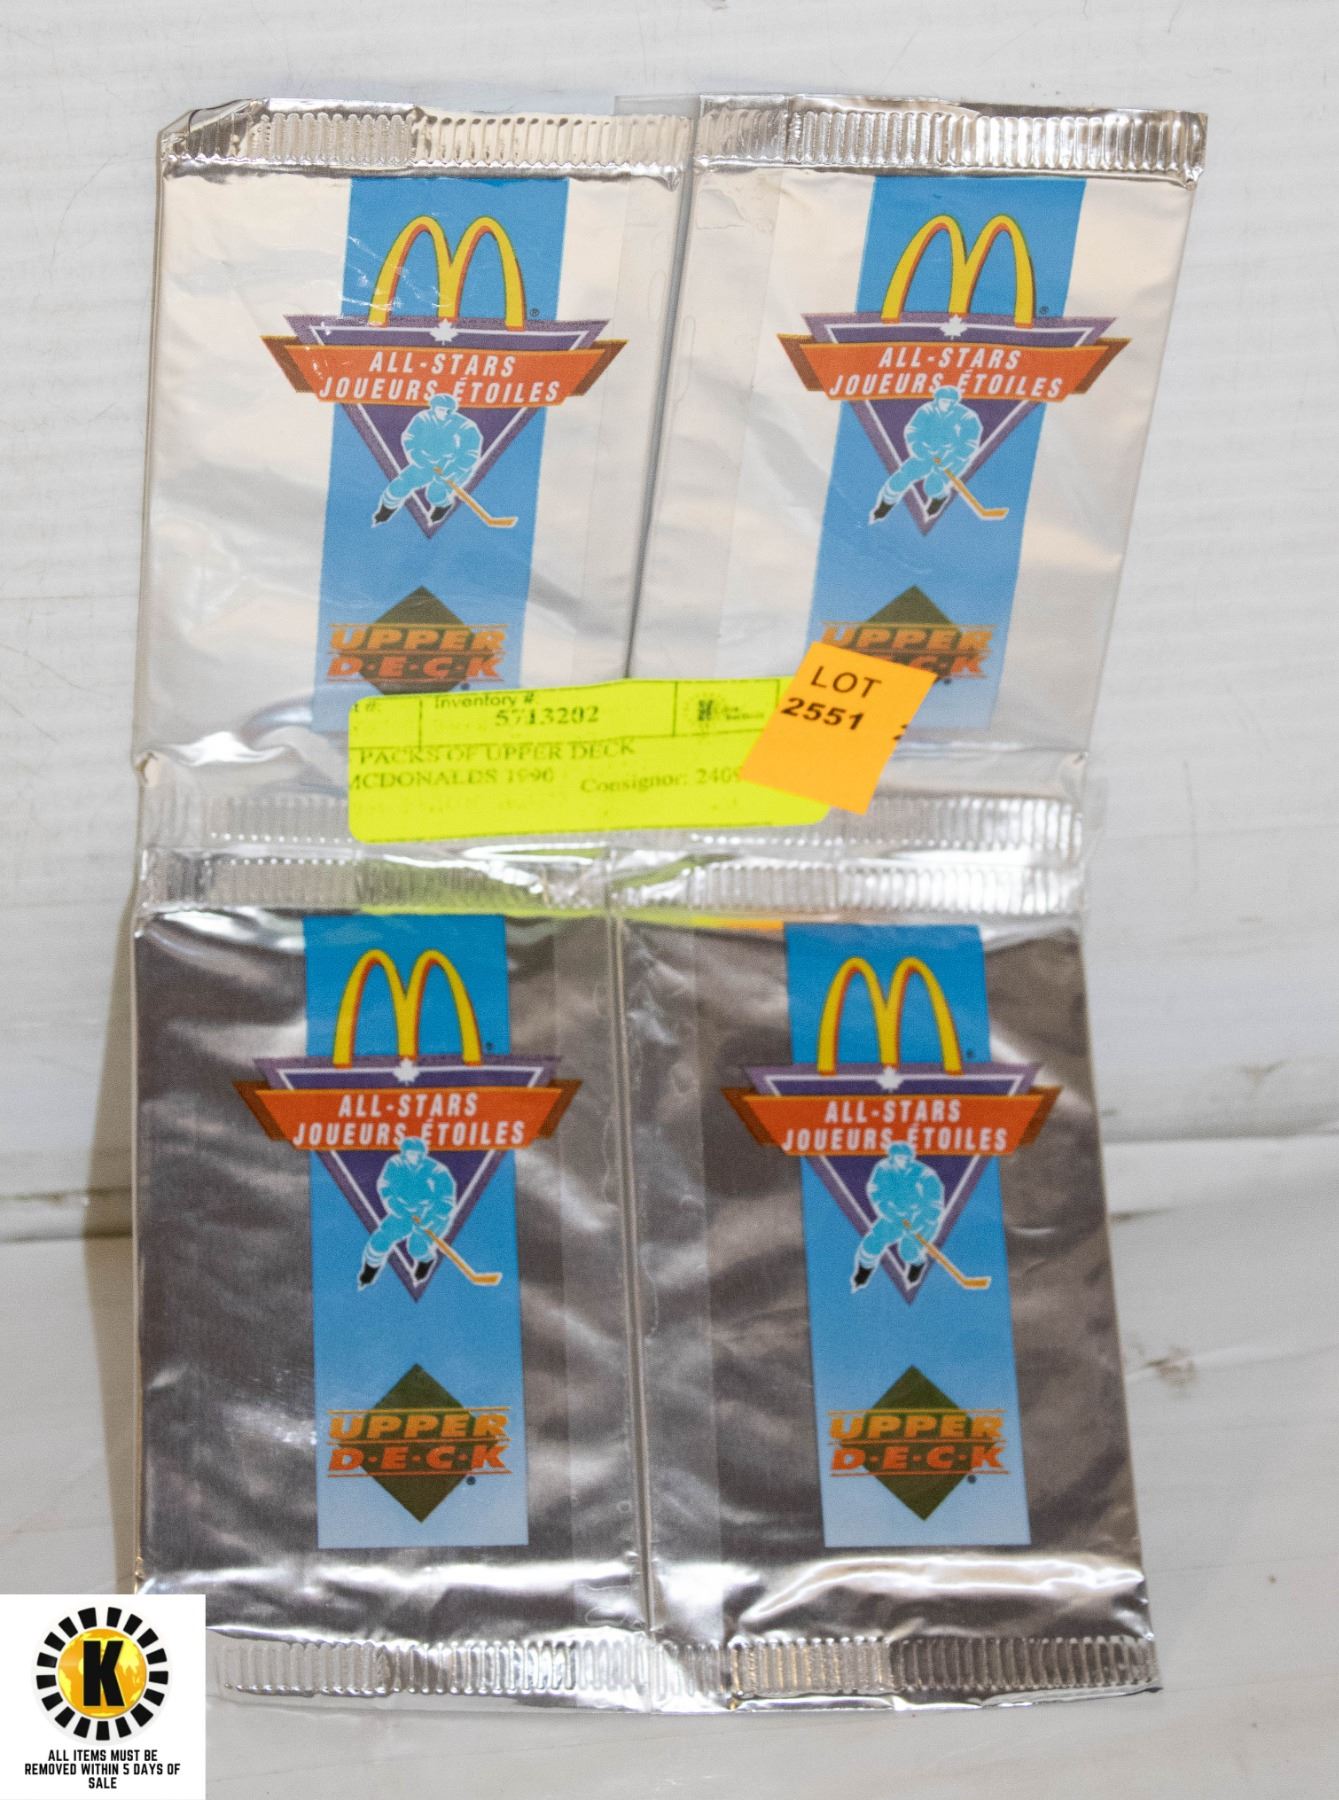 ALL-STARS
JOUEURS ÉTOILES
UPPER
D·E·C·K
ALL-STARS
JOUEURS ÉTOILES
UPPER
D·E·C·K
Inventory #:
5713202
PACKS OF UPPER DECK
MCDONALDS 1990
Consignor: 2409
LOT
2551
ALL-STARS
JOUEURS ÉTOILES
UPPER
D·E·C·K
ALL-STARS
JOUEURS ÉTOILES
UPPER
D·E·C·K
K
ALL ITEMS MUST BE
REMOVED WITHIN 5 DAYS OF
SALE